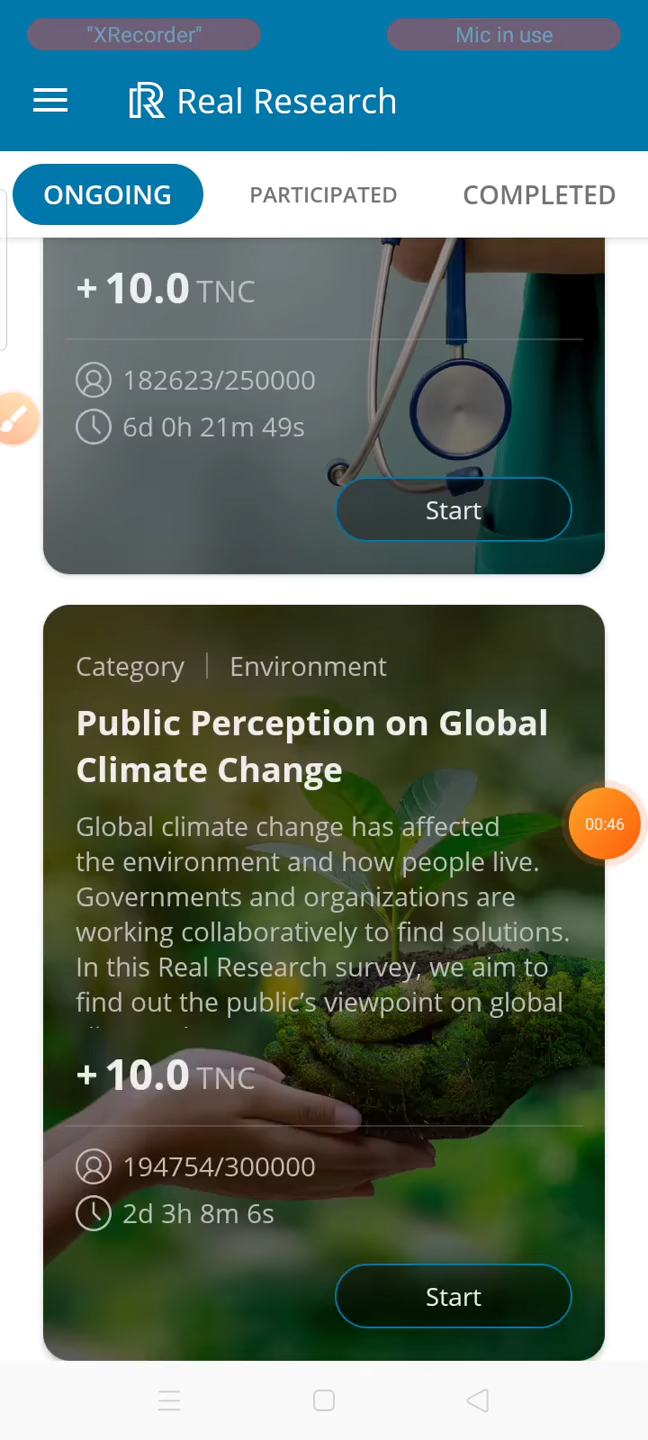 "XRecorder" Mic in use
Real Research
ONGOING PARTICIPATED COMPLETED
+ 10.0 TNC
182623/250000
6d 0h 21m 49s
Start
Category | Environment
Public Perception on Global
Climate Change
Global climate change has affected
the environment and how people live.
Governments and organizations are
working collaboratively to find solutions.
In this Real Research survey, we aim to
find out the public’s viewpoint on global
+ 10.0 TNC
00:46
194754/300000
2d 3h 8m 6s
Start